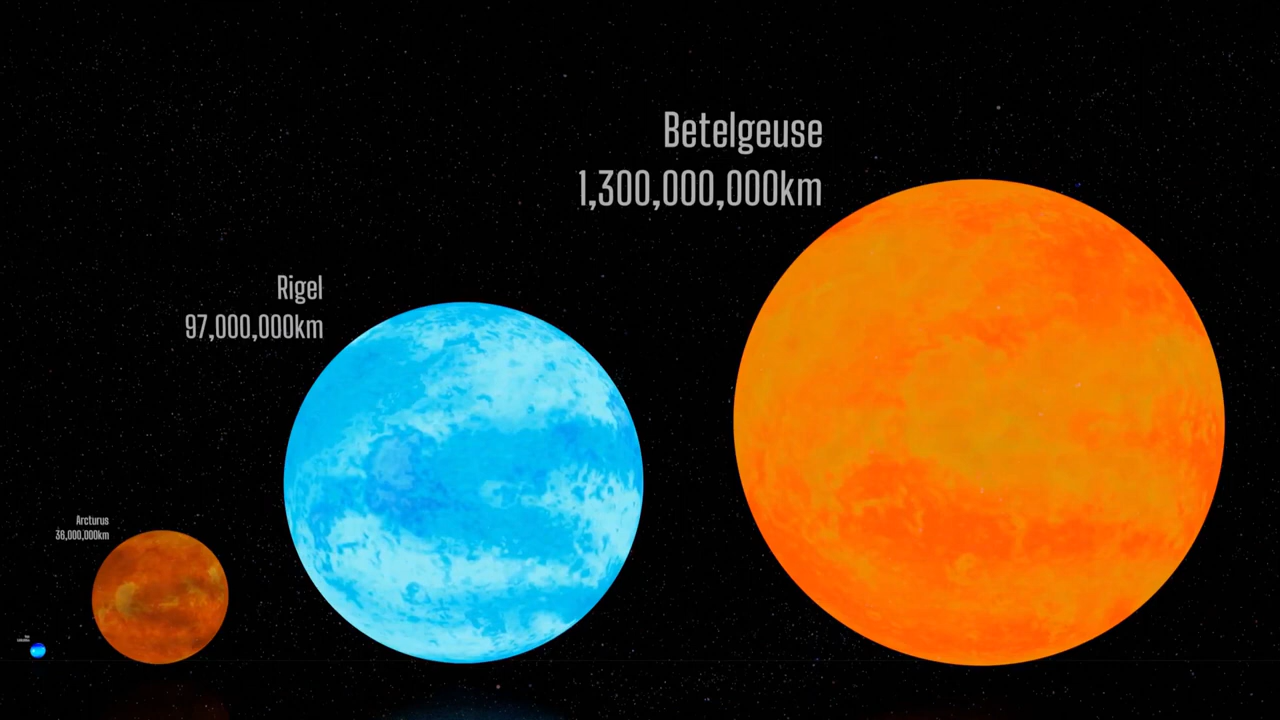 Betelgeuse
1,300,000,000km
Rigel
97,000,000km
Arcturus
36,000,000km